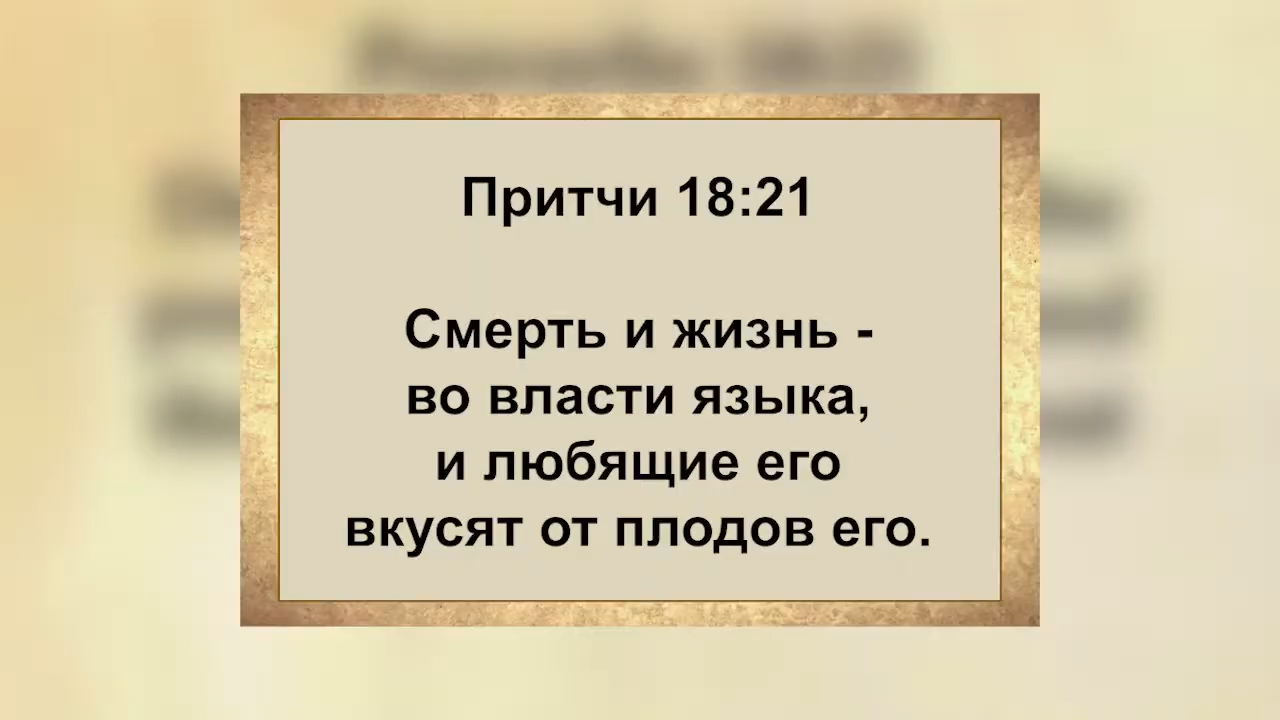 Притчи 18:21
Смерть и жизнь -
во власти языка,
и любящие его
вкусят от плодов его.